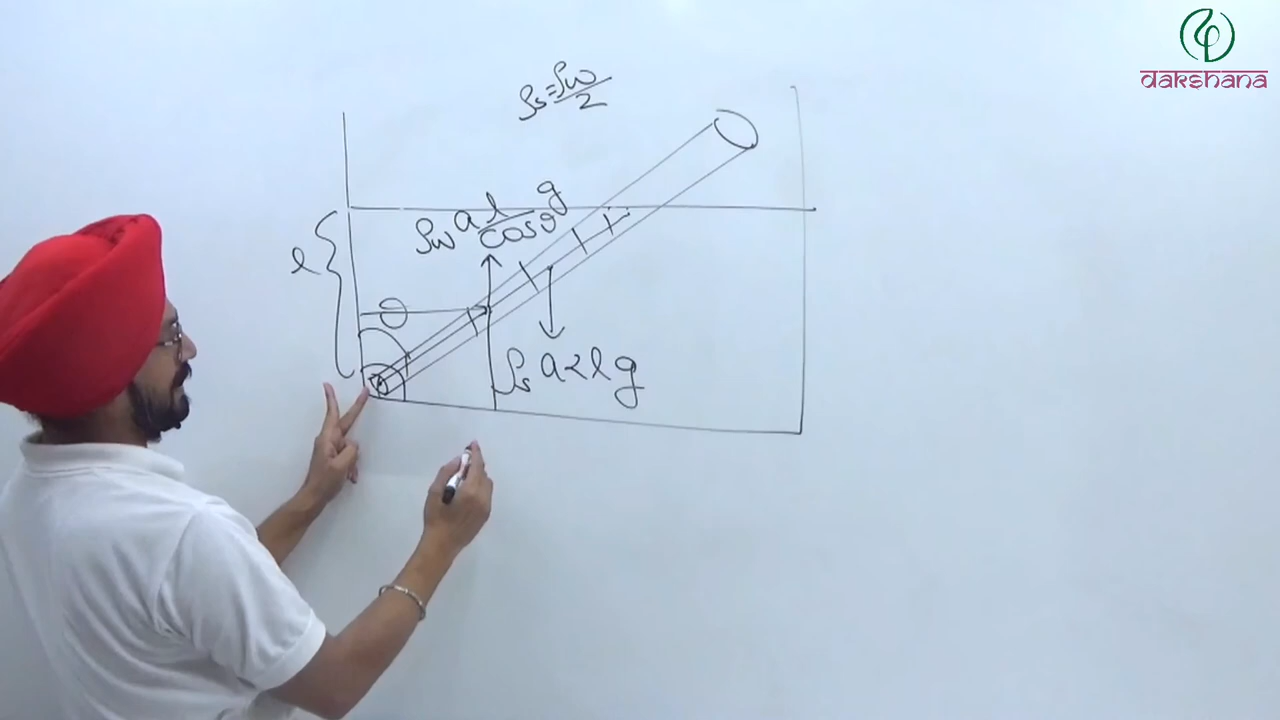 dakshana
ρs = ρw/2
ρw a l/cosθ g
l
θ
ρs a 2 l g